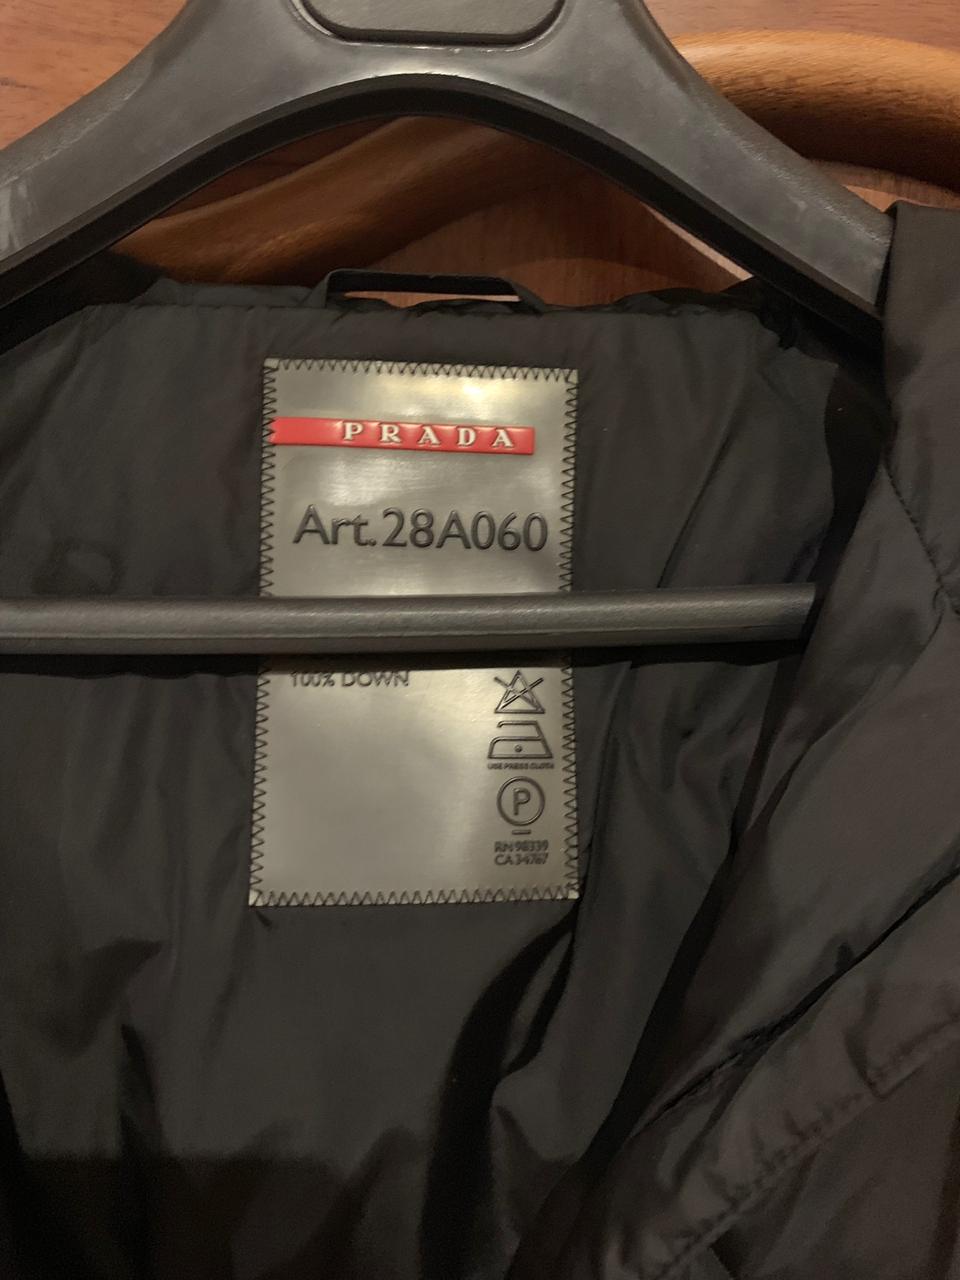 PRADA
Art.28A060
100% DOWN
USE PRESS CLOTH
P
RN 98339
CA 34767